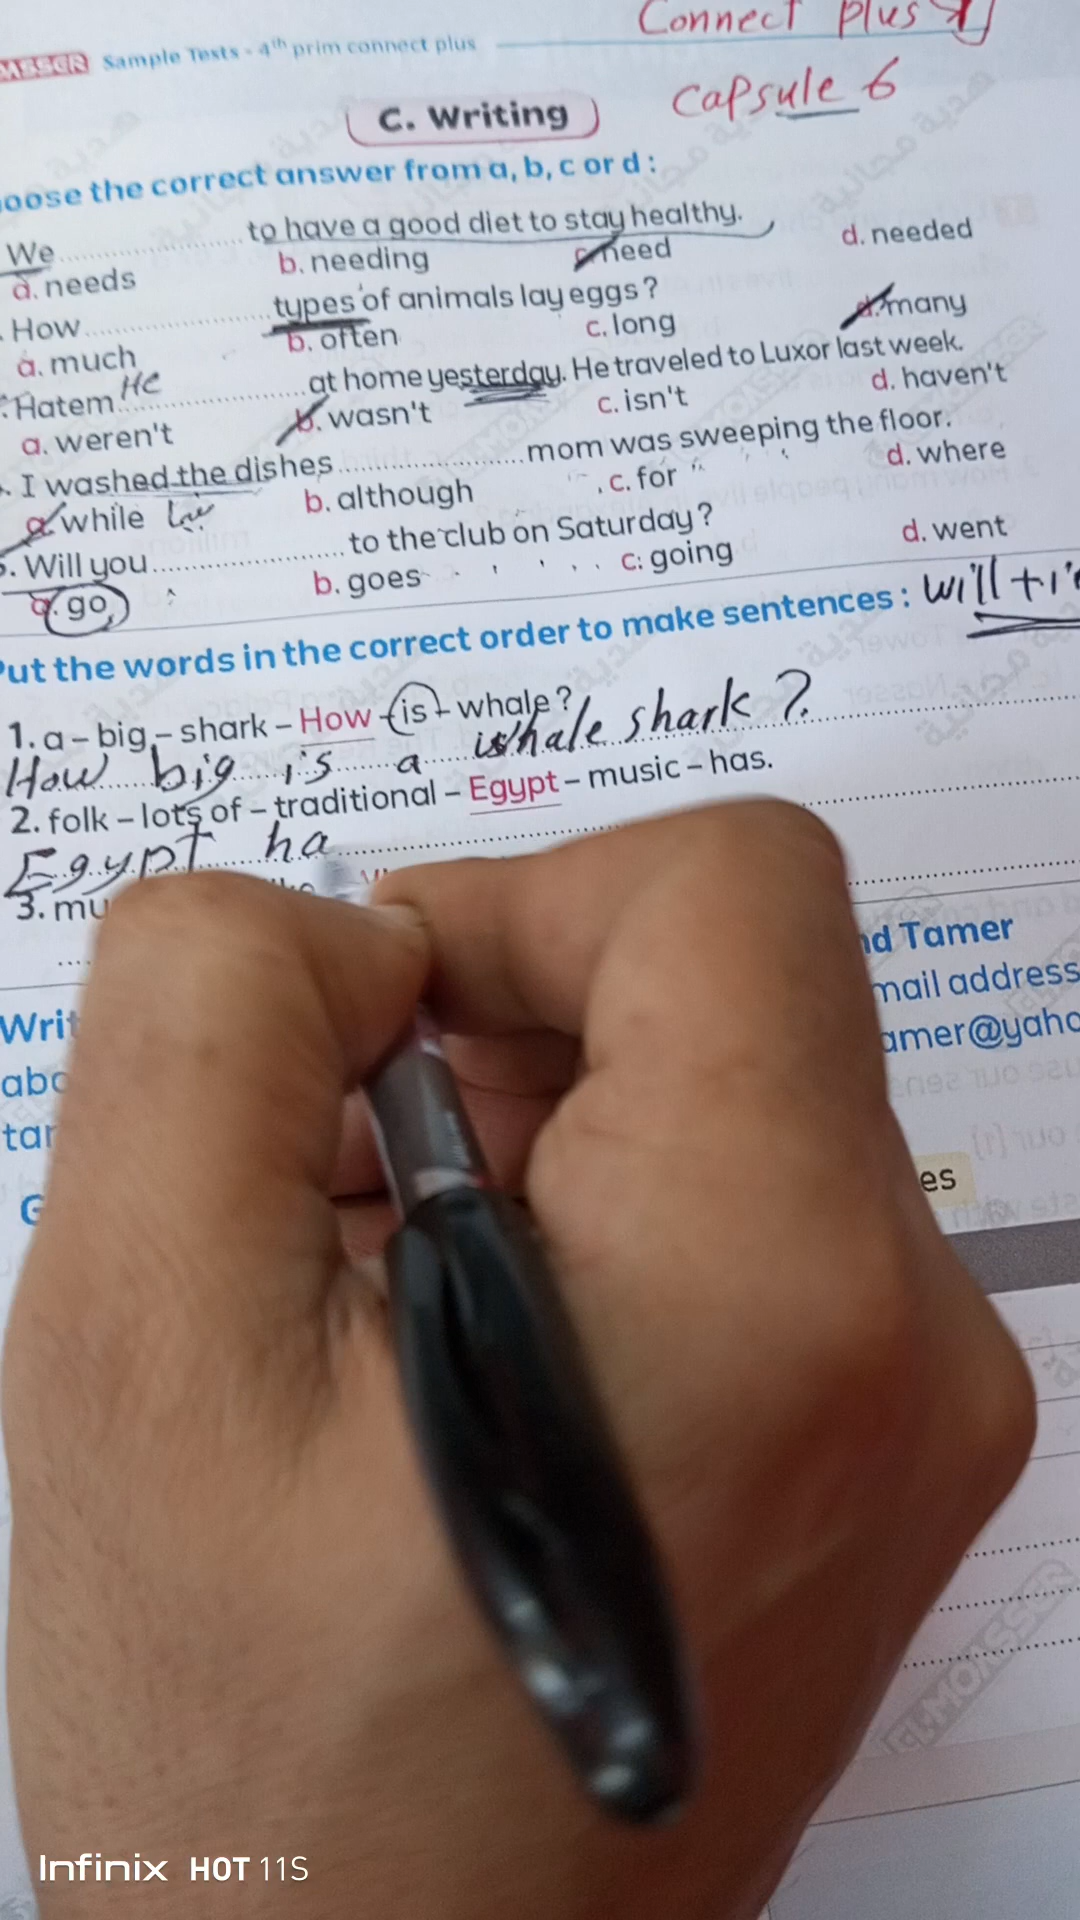 Connect plus
Sample Tests - 4th prim connect plus
Capsule 6
C. Writing
oose the correct answer from a, b, c or d :
We ........ to have a good diet to stay healthy.
a. needs b. needing c. need d. needed
. How ........ types of animals lay eggs ?
a. much b. often c. long d. many
He
. Hatem ........ at home yesterday. He traveled to Luxor last week.
a. weren't b. wasn't c. isn't d. haven't
. I washed the dishes ........ mom was sweeping the floor.
a. while b. although c. for d. where
. Will you ........ to the club on Saturday ?
a. go b. goes c. going d. went
Put the words in the correct order to make sentences : will +
1. a – big – shark – How – is – whale ?
How big is a whale shark ?
2. folk – lots of – traditional – Egypt – music – has.
Egypt ha
3. mu
nd Tamer
Writ mail address
abo amer@yaho
tar
G es
ELMOASSER
Infinix HOT 11S